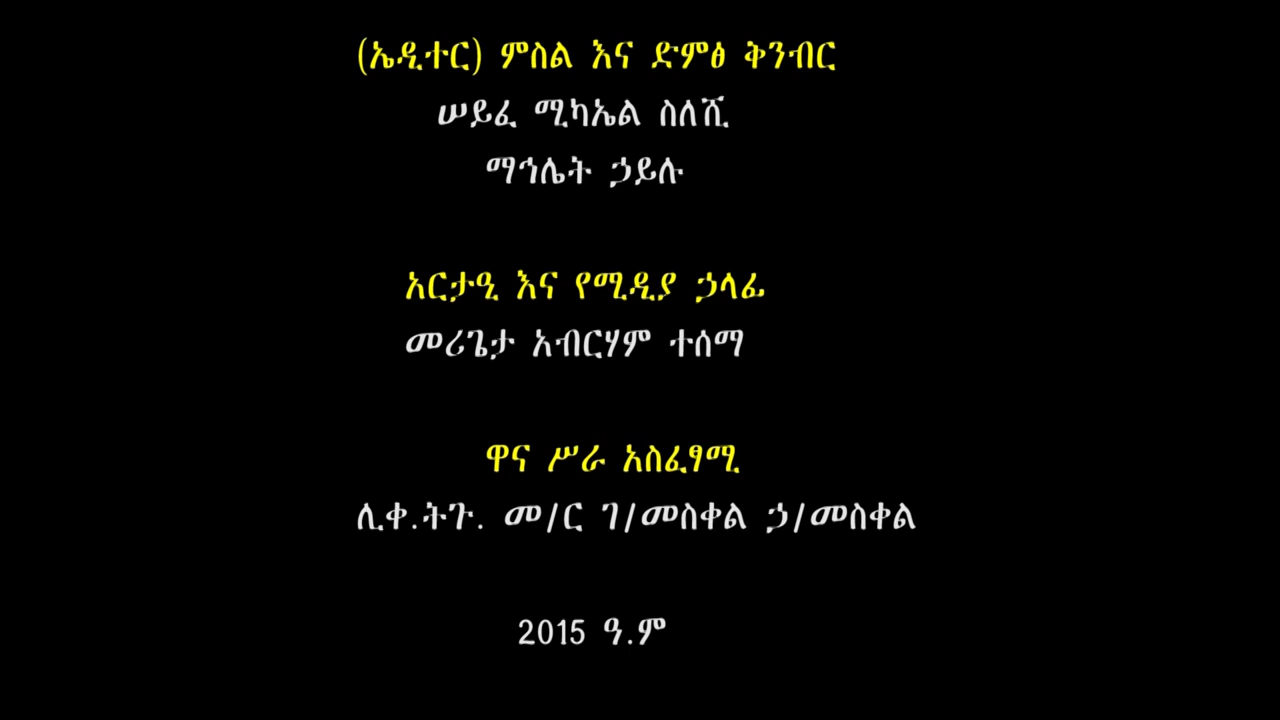 (ኤዲተር) ምስል እና ድምፅ ቅንብር
ሠይፈ ሚካኤል ስለሺ
ማኅሌት ኃይሉ
አርታዒ እና የሚዲያ ኃላፊ
መሪጌታ አብርሃም ተሰማ
ዋና ሥራ አስፈፃሚ
ሊቀ.ትጉ. መ/ር ገ/መስቀል ኃ/መስቀል
2015 ዓ.ም